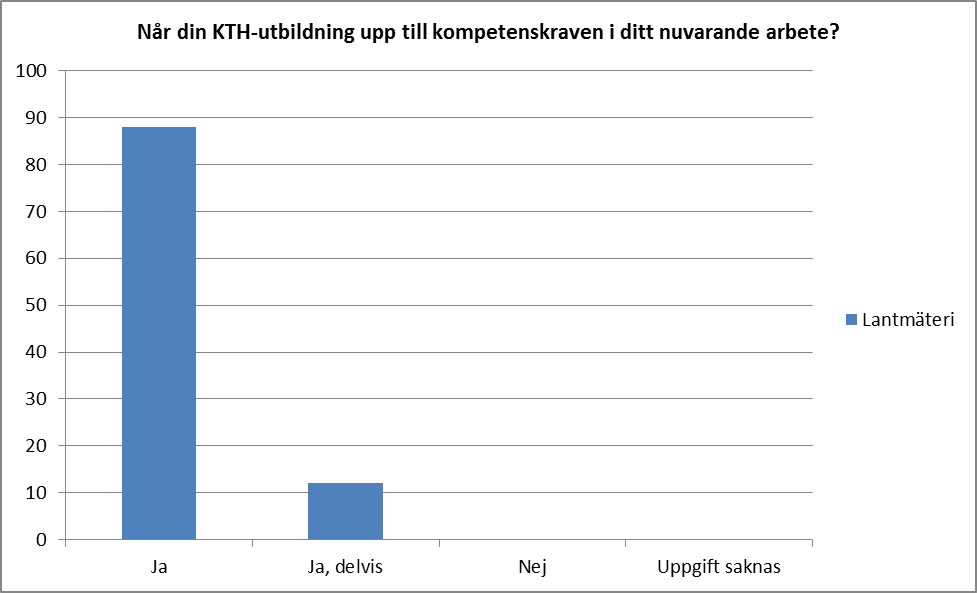 Når din KTH-utbildning upp till kompetenskraven i ditt nuvarande arbete?
100
90
80
70
60
50
40
30
20
10
0
Ja
Ja, delvis
Nej
Uppgift saknas
Lantmäteri